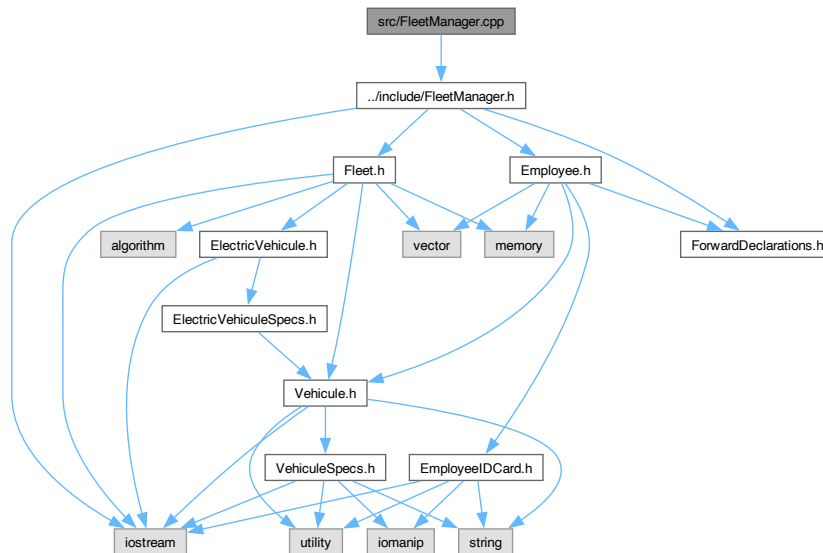 src/FleetManager.cpp
../include/FleetManager.h
Fleet.h
Employee.h
algorithm
ElectricVehicule.h
vector
memory
ForwardDeclarations.h
ElectricVehiculeSpecs.h
Vehicule.h
VehiculeSpecs.h
EmployeeIDCard.h
iostream
utility
iomanip
string